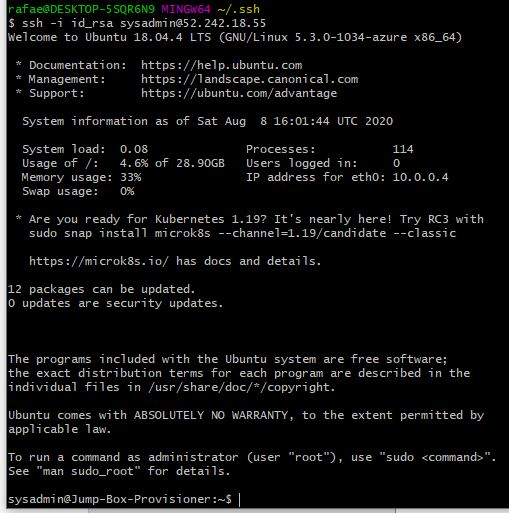 rafae@DESKTOP-5SQR6N9 MINGW64 ~/.ssh
$ ssh -i id_rsa sysadmin@52.242.18.55
Welcome to Ubuntu 18.04.4 LTS (GNU/Linux 5.3.0-1034-azure x86_64)
* Documentation:  https://help.ubuntu.com
* Management:     https://landscape.canonical.com
* Support:        https://ubuntu.com/advantage
System information as of Sat Aug  8 16:01:44 UTC 2020
System load:  0.08              Processes:           114
Usage of /:   4.6% of 28.90GB   Users logged in:     0
Memory usage: 33%               IP address for eth0: 10.0.0.4
Swap usage:   0%
* Are you ready for Kubernetes 1.19? It's nearly here! Try RC3 with
sudo snap install microk8s --channel=1.19/candidate --classic
https://microk8s.io/ has docs and details.
12 packages can be updated.
0 updates are security updates.
The programs included with the Ubuntu system are free software;
the exact distribution terms for each program are described in the
individual files in /usr/share/doc/*/copyright.
Ubuntu comes with ABSOLUTELY NO WARRANTY, to the extent permitted by
applicable law.
To run a command as administrator (user "root"), use "sudo <command>".
See "man sudo_root" for details.
sysadmin@Jump-Box-Provisioner:~$